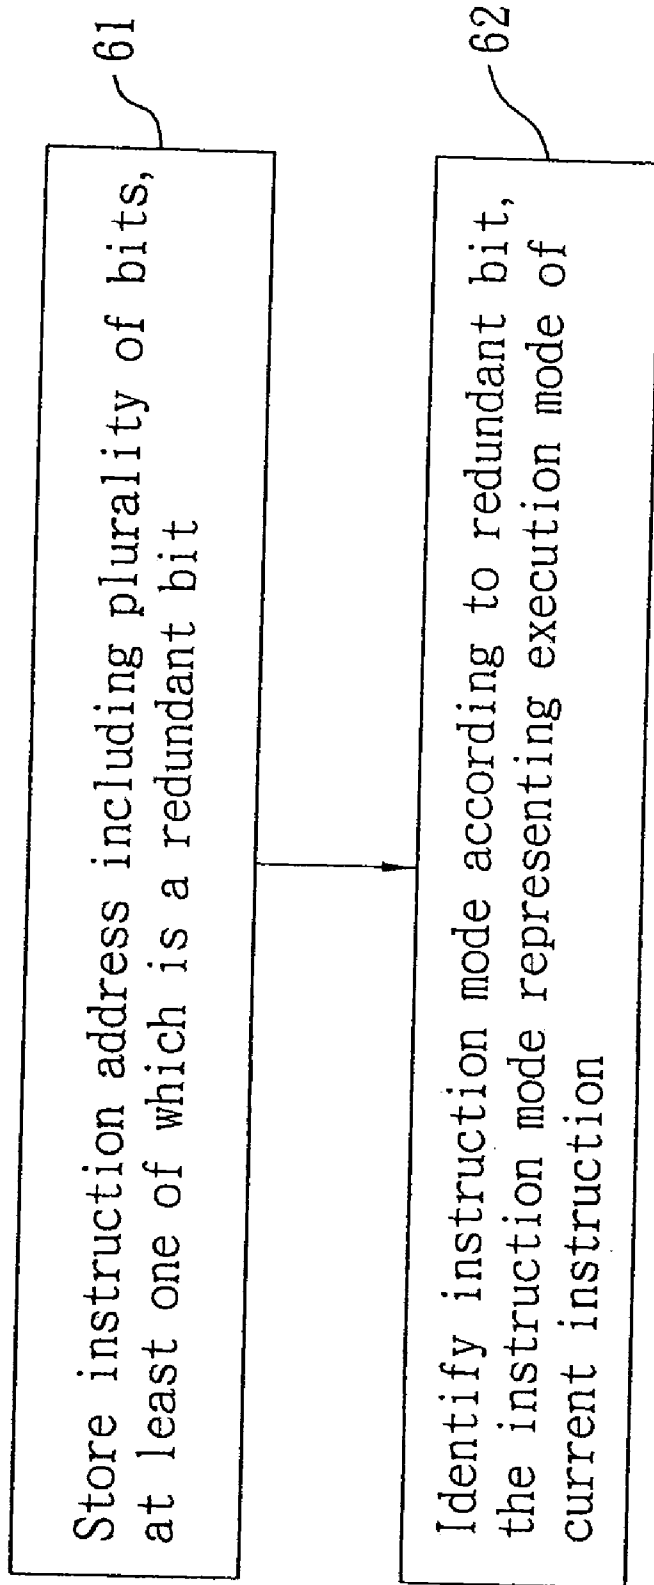 Store instruction address including plurality of bits,
at least one of which is a redundant bit
61
Identify instruction mode according to redundant bit,
the instruction mode representing execution mode of
current instruction
62